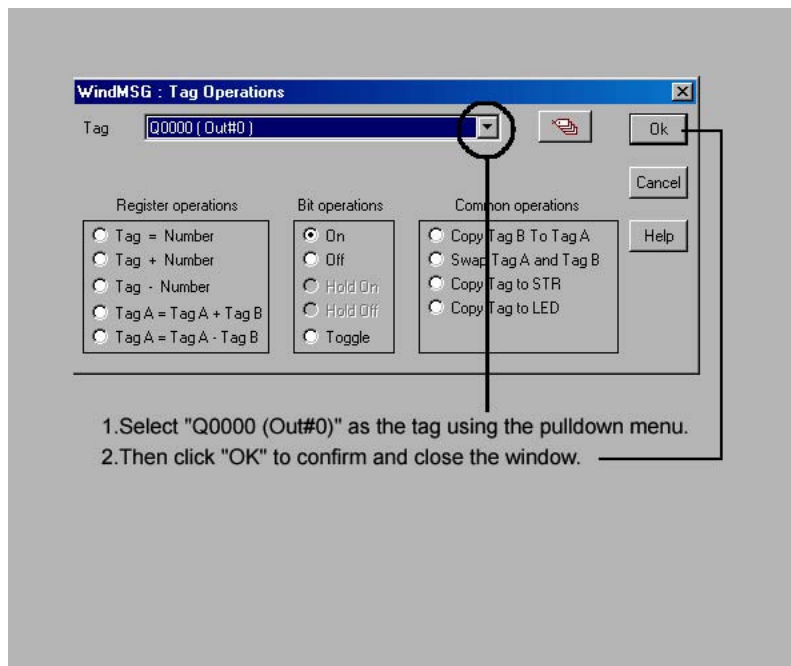 WindMSG : Tag Operations
Tag
Q0000 ( Out#0 )
Ok
Cancel
Help
Register operations
Tag = Number
Tag + Number
Tag - Number
Tag A = Tag A + Tag B
Tag A = Tag A - Tag B
Bit operations
On
Off
Hold On
Hold Off
Toggle
Common operations
Copy Tag B To Tag A
Swap Tag A and Tag B
Copy Tag to STR
Copy Tag to LED
1.Select "Q0000 (Out#0)" as the tag using the pulldown menu.
2.Then click "OK" to confirm and close the window.